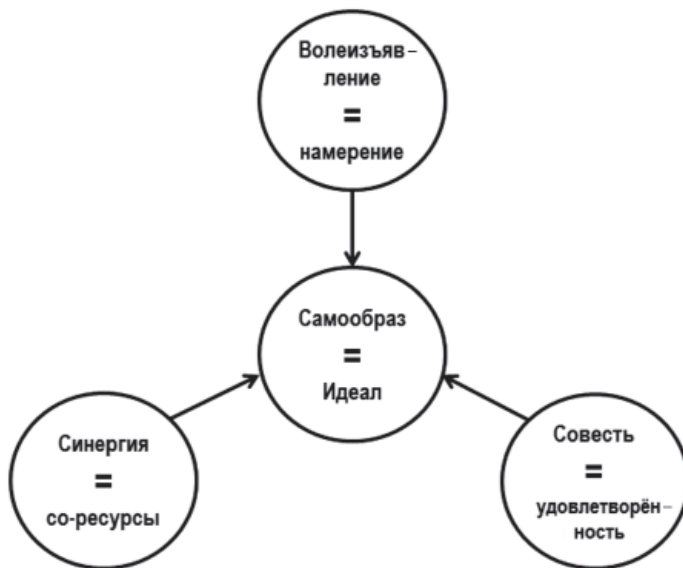 Волеизъяв-
ление
=
намерение
Самообраз
=
Идеал
Синергия
=
со-ресурсы
Совесть
=
удовлетворён-
ность